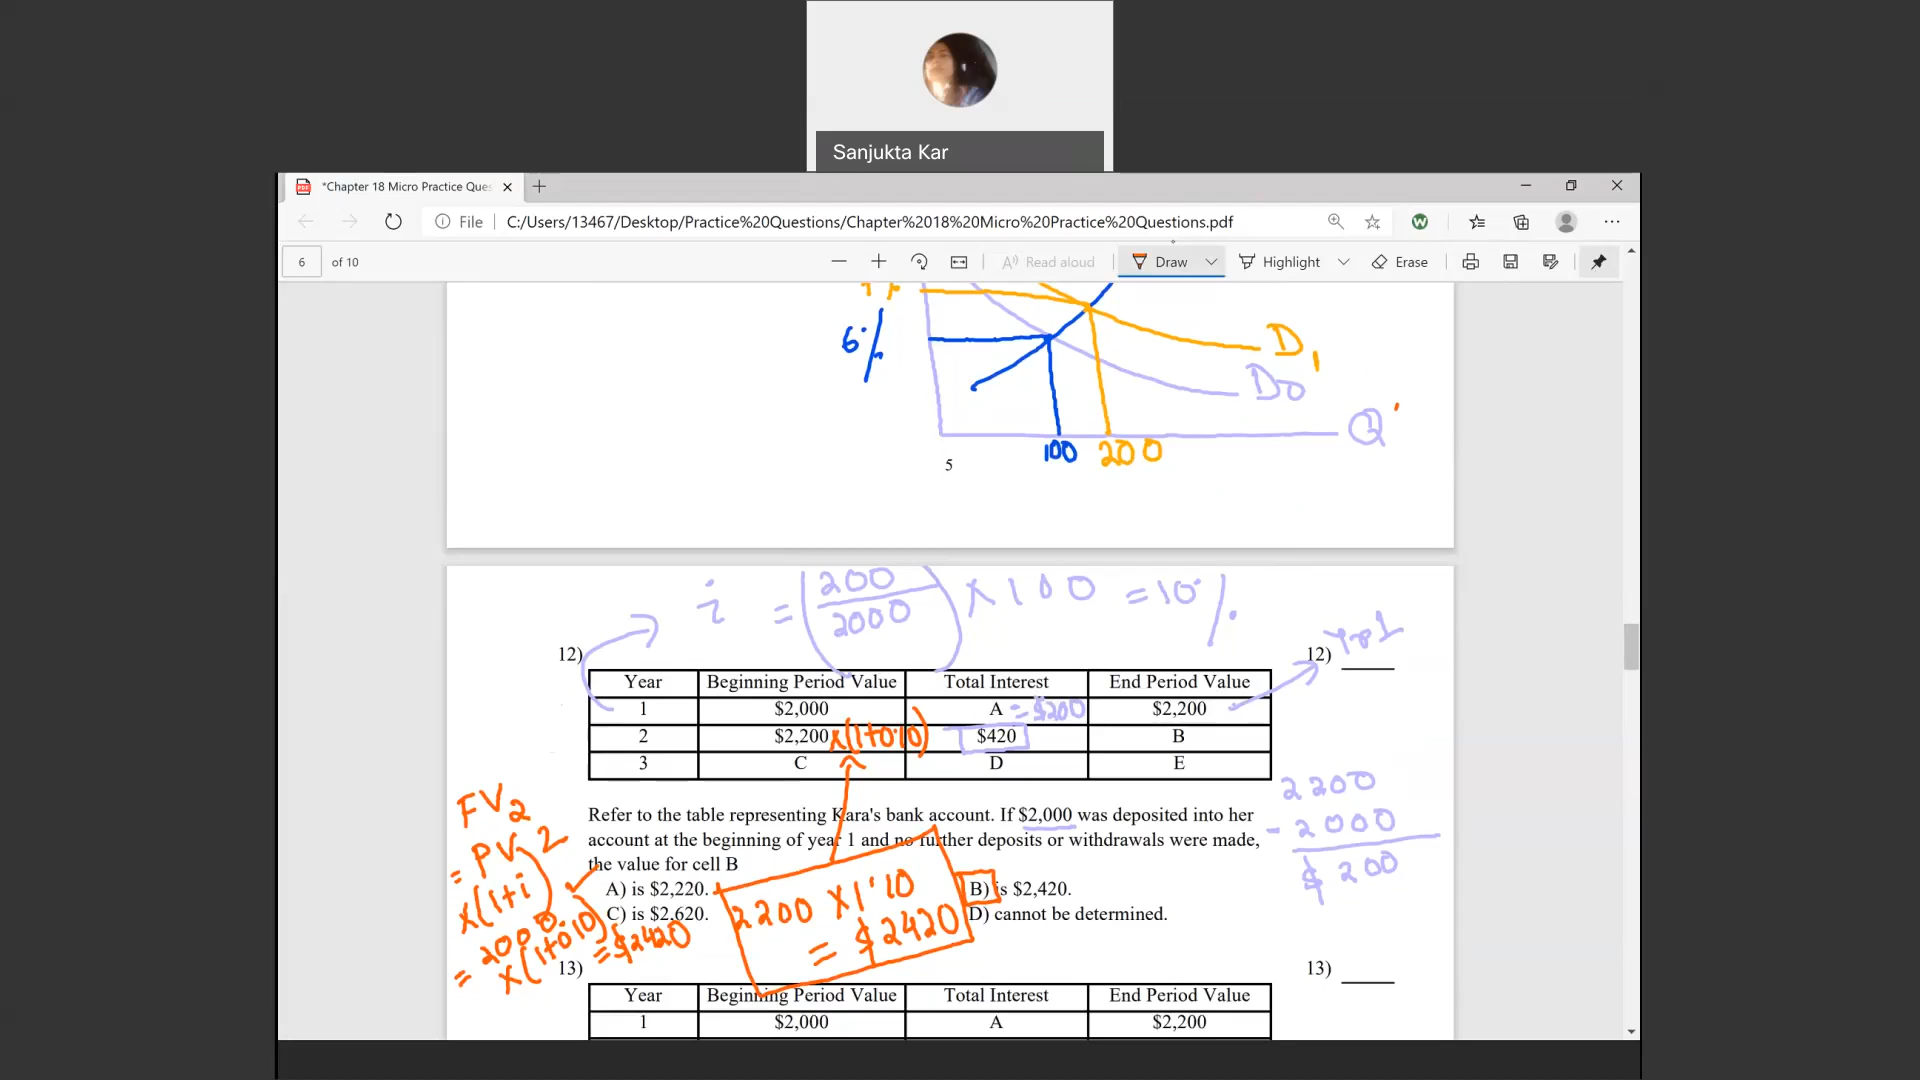 Sanjukta Kar
*Chapter 18 Micro Practice Ques
File C:/Users/13467/Desktop/Practice%20Questions/Chapter%2018%20Micro%20Practice%20Questions.pdf
6 of 10 Read aloud Draw Highlight Erase
6%
D1
D0
Q
100 200
5
i = (200/2000) x 100 = 10%
12) 12) ______
Yr 1
Year Beginning Period Value Total Interest End Period Value
1 $2,000 A = $200 $2,200
2 $2,200 x(1+0.10) $420 B
3 C D E
2200
- 2000
$ 200
Refer to the table representing Kara's bank account. If $2,000 was deposited into her
account at the beginning of year 1 and no further deposits or withdrawals were made,
the value for cell B
A) is $2,220. B) is $2,420.
C) is $2,620. D) cannot be determined.
FV2
= PV
x(1+i)2
= 2000
x(1+0.10)2
= $2420
2200 x 1.10
= $2420
13) 13) ______
Year Beginning Period Value Total Interest End Period Value
1 $2,000 A $2,200